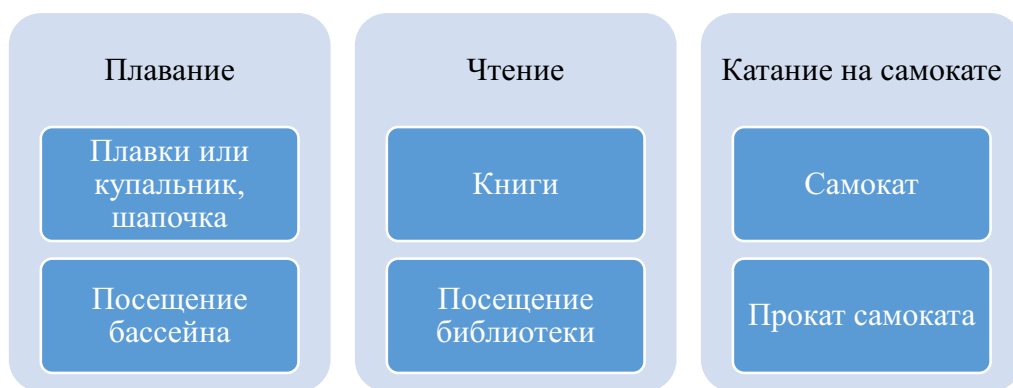 Плавание
Плавки или
купальник,
шапочка
Посещение
бассейна
Чтение
Книги
Посещение
библиотеки
Катание на самокате
Самокат
Прокат самоката